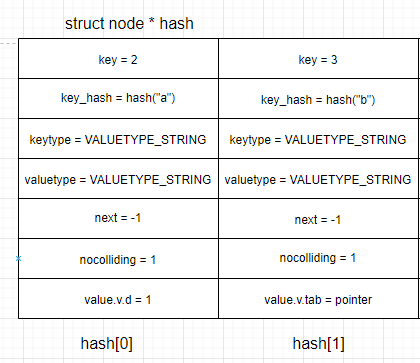 struct node * hash
key = 2 key = 3
key_hash = hash("a") key_hash = hash("b")
keytype = VALUETYPE_STRING keytype = VALUETYPE_STRING
valuetype = VALUETYPE_STRING valuetype = VALUETYPE_STRING
next = -1 next = -1
nocolliding = 1 nocolliding = 1
value.v.d = 1 value.v.tab = pointer
hash[0] hash[1]